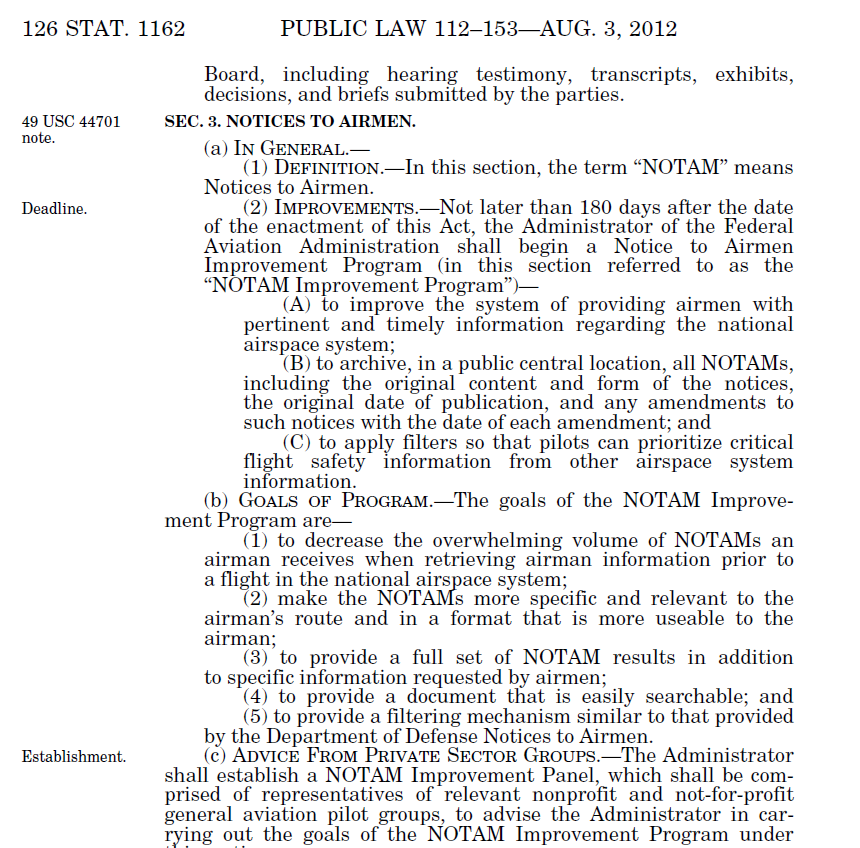 126 STAT. 1162 PUBLIC LAW 112–153—AUG. 3, 2012
Board, including hearing testimony, transcripts, exhibits,
decisions, and briefs submitted by the parties.
49 USC 44701
note.
SEC. 3. NOTICES TO AIRMEN.
(a) IN GENERAL.—
(1) DEFINITION.—In this section, the term “NOTAM” means
Notices to Airmen.
Deadline.
(2) IMPROVEMENTS.—Not later than 180 days after the date
of the enactment of this Act, the Administrator of the Federal
Aviation Administration shall begin a Notice to Airmen
Improvement Program (in this section referred to as the
“NOTAM Improvement Program”)—
(A) to improve the system of providing airmen with
pertinent and timely information regarding the national
airspace system;
(B) to archive, in a public central location, all NOTAMs,
including the original content and form of the notices,
the original date of publication, and any amendments to
such notices with the date of each amendment; and
(C) to apply filters so that pilots can prioritize critical
flight safety information from other airspace system
information.
(b) GOALS OF PROGRAM.—The goals of the NOTAM Improve-
ment Program are—
(1) to decrease the overwhelming volume of NOTAMs an
airman receives when retrieving airman information prior to
a flight in the national airspace system;
(2) make the NOTAMs more specific and relevant to the
airman’s route and in a format that is more useable to the
airman;
(3) to provide a full set of NOTAM results in addition
to specific information requested by airmen;
(4) to provide a document that is easily searchable; and
(5) to provide a filtering mechanism similar to that provided
by the Department of Defense Notices to Airmen.
Establishment.
(c) ADVICE FROM PRIVATE SECTOR GROUPS.—The Administrator
shall establish a NOTAM Improvement Panel, which shall be com-
prised of representatives of relevant nonprofit and not-for-profit
general aviation pilot groups, to advise the Administrator in car-
rying out the goals of the NOTAM Improvement Program under